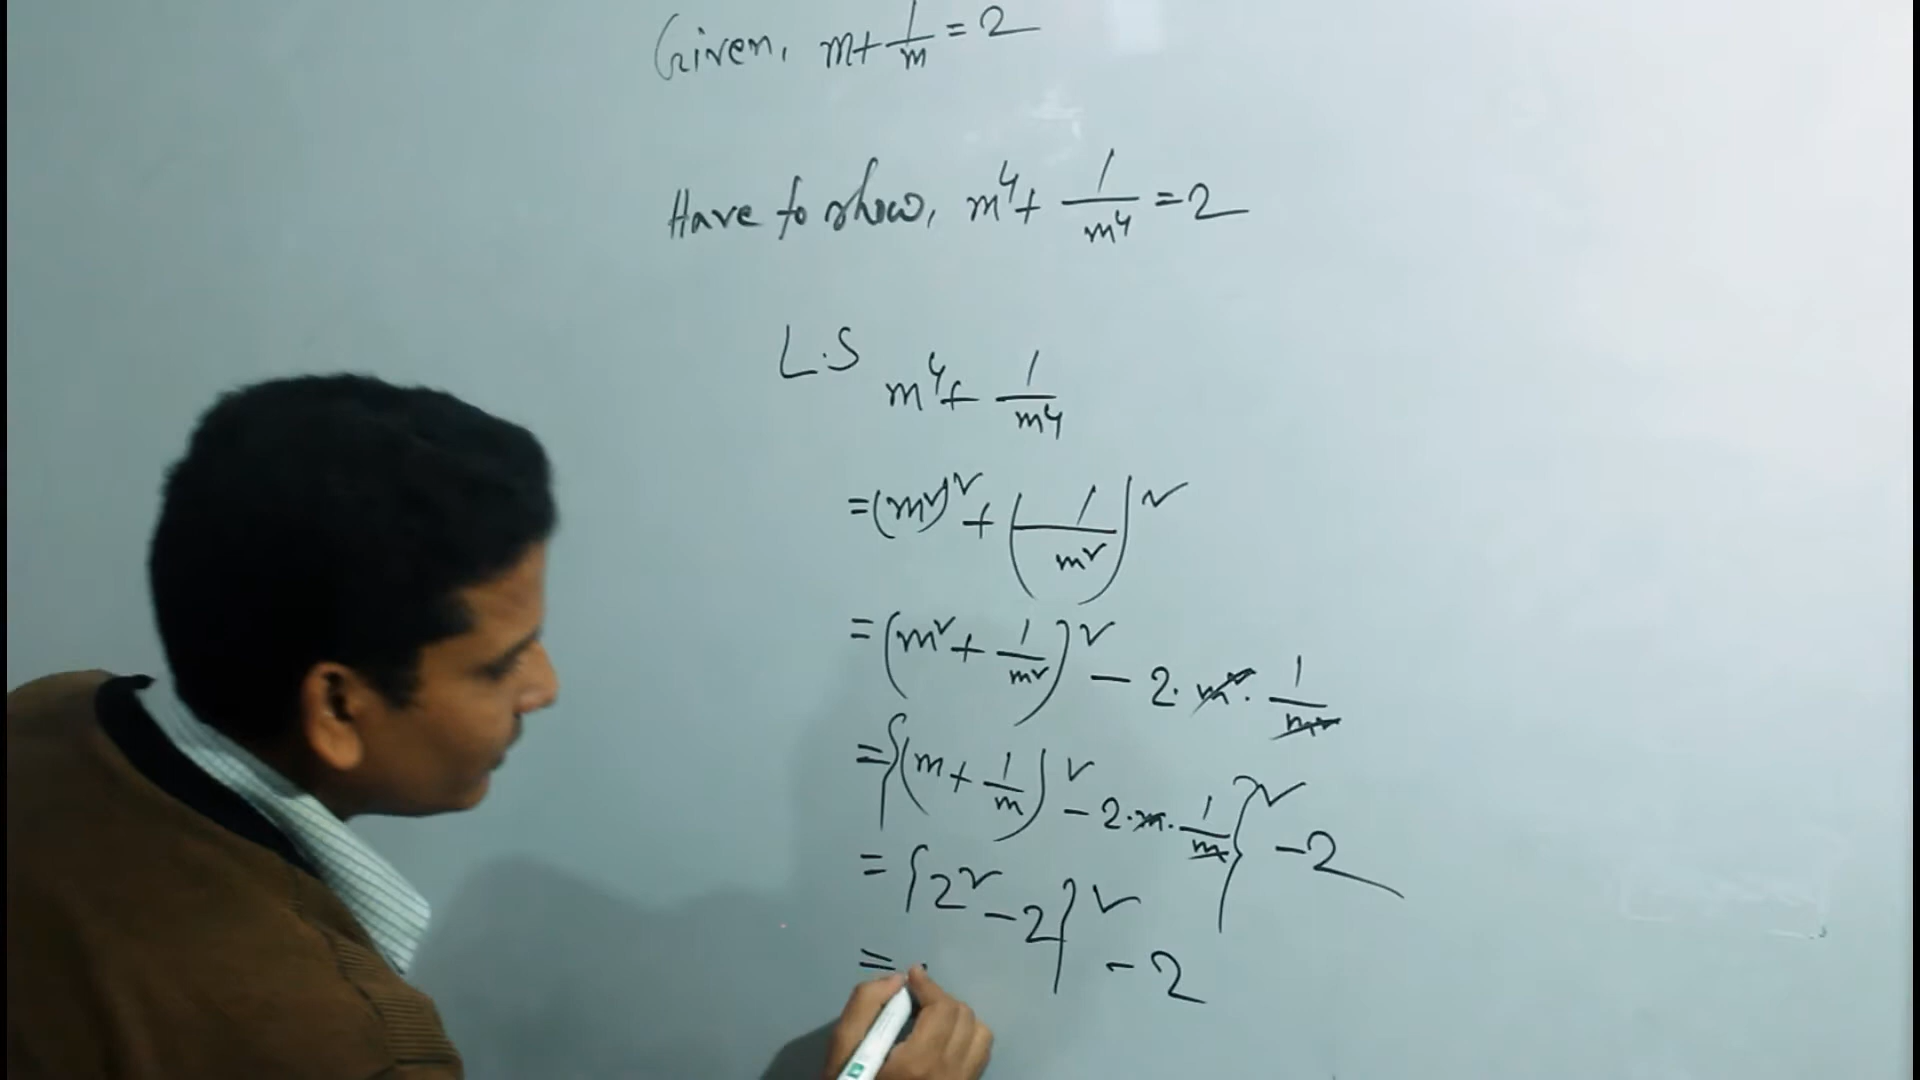 Given, m + 1/m = 2
Have to show, m⁴ + 1/m⁴ = 2
L.S
m⁴ + 1/m⁴
= (m²)² + (1/m²)²
= (m² + 1/m²)² - 2. m². 1/m²
= {(m + 1/m)² - 2. m. 1/m}² - 2
= {2² - 2}² - 2
=